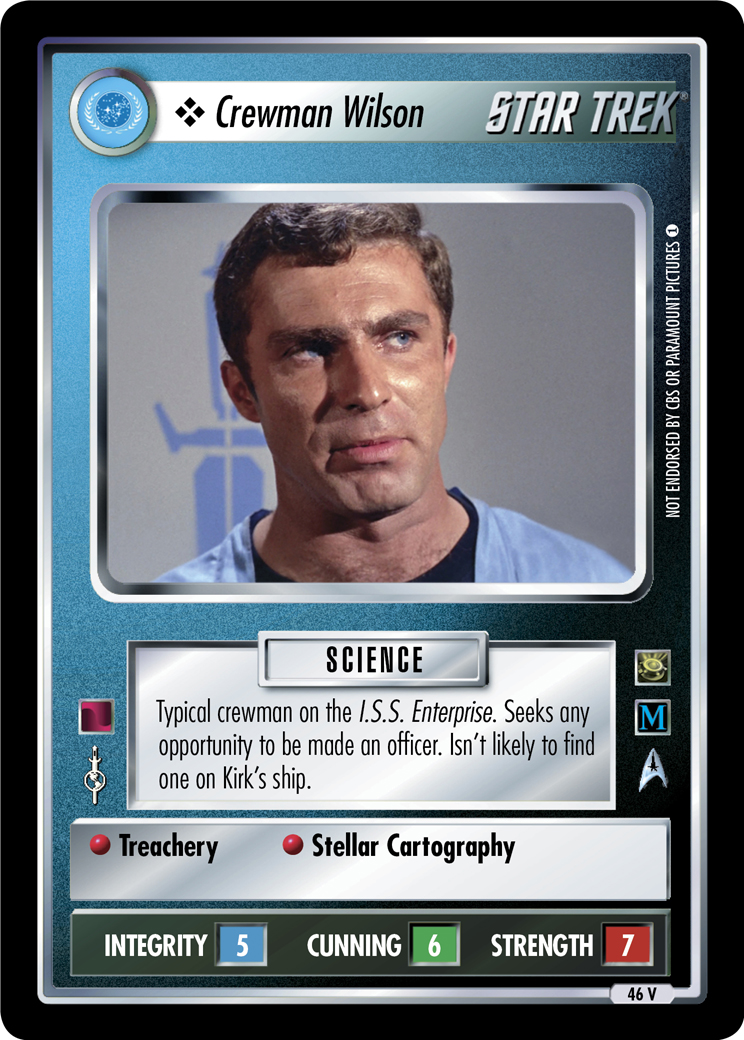 ❖ Crewman Wilson
STAR TREK®
NOT ENDORSED BY CBS OR PARAMOUNT PICTURES 1
SCIENCE
Typical crewman on the I.S.S. Enterprise. Seeks any
opportunity to be made an officer. Isn't likely to find
one on Kirk's ship.
M
Treachery
Stellar Cartography
INTEGRITY 5 CUNNING 6 STRENGTH 7
46 V